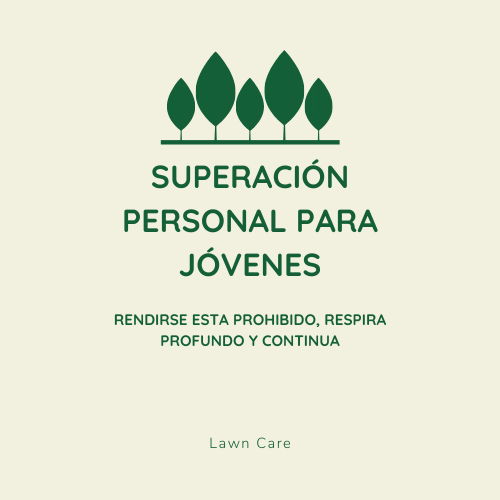 SUPERACIÓN
PERSONAL PARA
JÓVENES
RENDIRSE ESTA PROHIBIDO, RESPIRA
PROFUNDO Y CONTINUA
Lawn Care